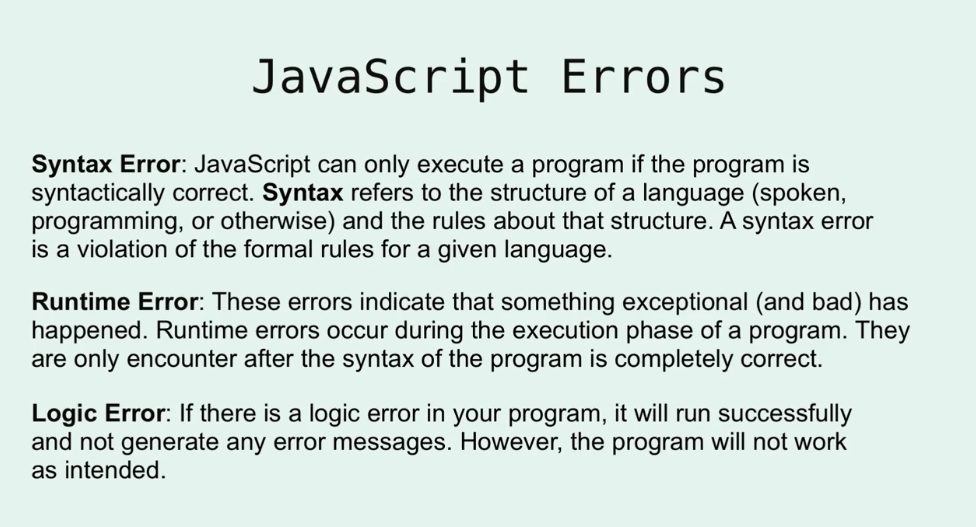 JavaScript Errors
Syntax Error: JavaScript can only execute a program if the program is
syntactically correct. Syntax refers to the structure of a language (spoken,
programming, or otherwise) and the rules about that structure. A syntax error
is a violation of the formal rules for a given language.
Runtime Error: These errors indicate that something exceptional (and bad) has
happened. Runtime errors occur during the execution phase of a program. They
are only encounter after the syntax of the program is completely correct.
Logic Error: If there is a logic error in your program, it will run successfully
and not generate any error messages. However, the program will not work
as intended.